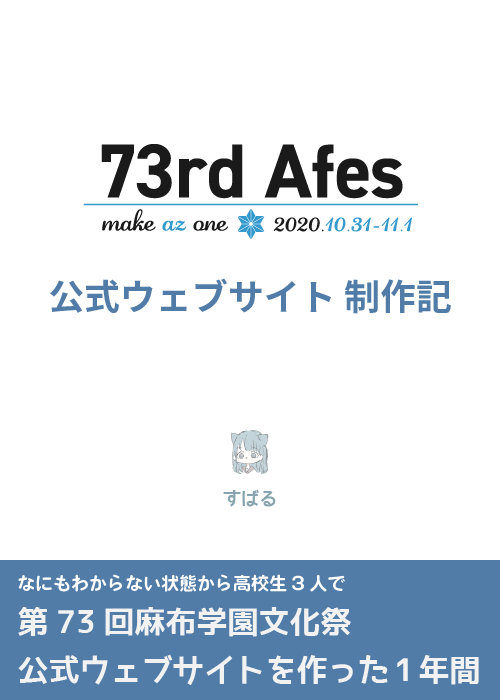 73rd Afes
make az one 2020.10.31-11.1
公式ウェブサイト 制作記
すばる
なにもわからない状態から高校生3人で
第73回麻布学園文化祭
公式ウェブサイトを作った1年間